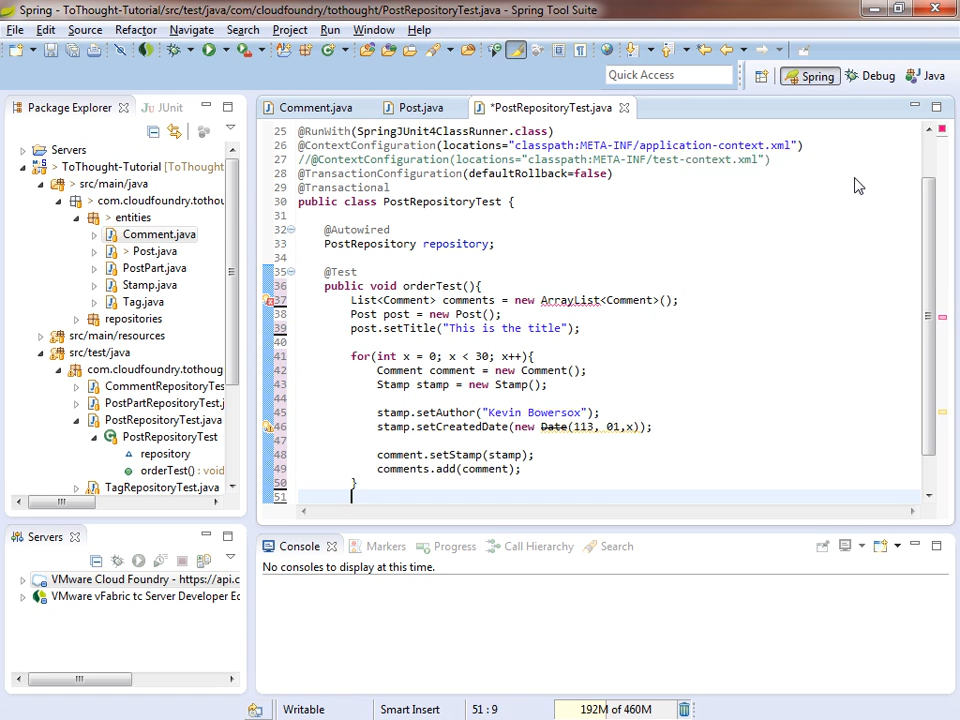 Spring - ToThought-Tutorial/src/test/java/com/cloudfoundry/tothought/PostRepositoryTest.java - Spring Tool Suite
File Edit Source Refactor Navigate Search Project Run Window Help
Quick Access
Spring Debug Java
Package Explorer JUnit
Servers
ToThought-Tutorial [ToThough
src/main/java
com.cloudfoundry.tothou
entities
Comment.java
Post.java
PostPart.java
Stamp.java
Tag.java
repositories
src/main/resources
src/test/java
com.cloudfoundry.tothoug
CommentRepositoryTes
PostPartRepositoryTest.j
PostRepositoryTest.java
PostRepositoryTest
repository
orderTest() : void
TagRepositoryTest.java
Comment.java Post.java *PostRepositoryTest.java
25 @RunWith(SpringJUnit4ClassRunner.class)
26 @ContextConfiguration(locations="classpath:META-INF/application-context.xml")
27 //@ContextConfiguration(locations="classpath:META-INF/test-context.xml")
28 @TransactionConfiguration(defaultRollback=false)
29 @Transactional
30 public class PostRepositoryTest {
31
32 @Autowired
33 PostRepository repository;
34
35 @Test
36 public void orderTest(){
37 List<Comment> comments = new ArrayList<Comment>();
38 Post post = new Post();
39 post.setTitle("This is the title");
40
41 for(int x = 0; x < 30; x++){
42 Comment comment = new Comment();
43 Stamp stamp = new Stamp();
44
45 stamp.setAuthor("Kevin Bowersox");
46 stamp.setCreatedDate(new Date(113, 01,x));
47
48 comment.setStamp(stamp);
49 comments.add(comment);
50 }
51
Servers
VMware Cloud Foundry - https://api.c
VMware vFabric tc Server Developer Ed
Console Markers Progress Call Hierarchy Search
No consoles to display at this time.
Writable Smart Insert 51 : 9 192M of 460M